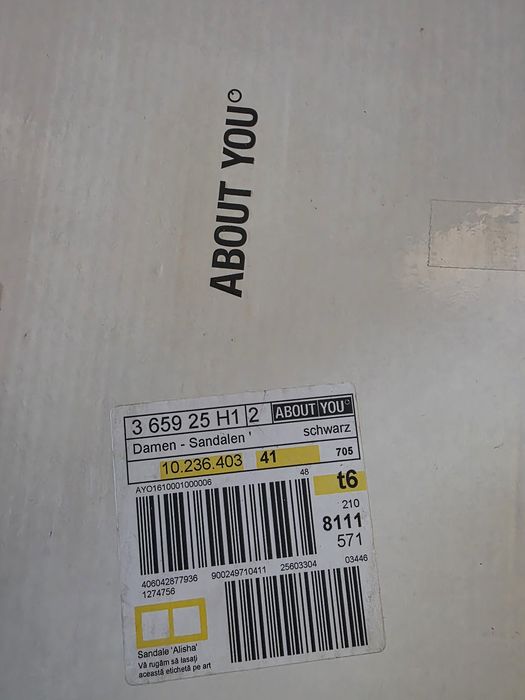 ABOUT YOU°
3 659 25 H1 2 ABOUT YOU°
Damen - Sandalen ' schwarz
10.236.403 41 705
AYO1610001000006 48 t6
210
8111
571
406042877936 900249710411 25603304 03446
1274756
Sandale 'Alisha'
Vă rugăm să lasați
această etichetă pe art